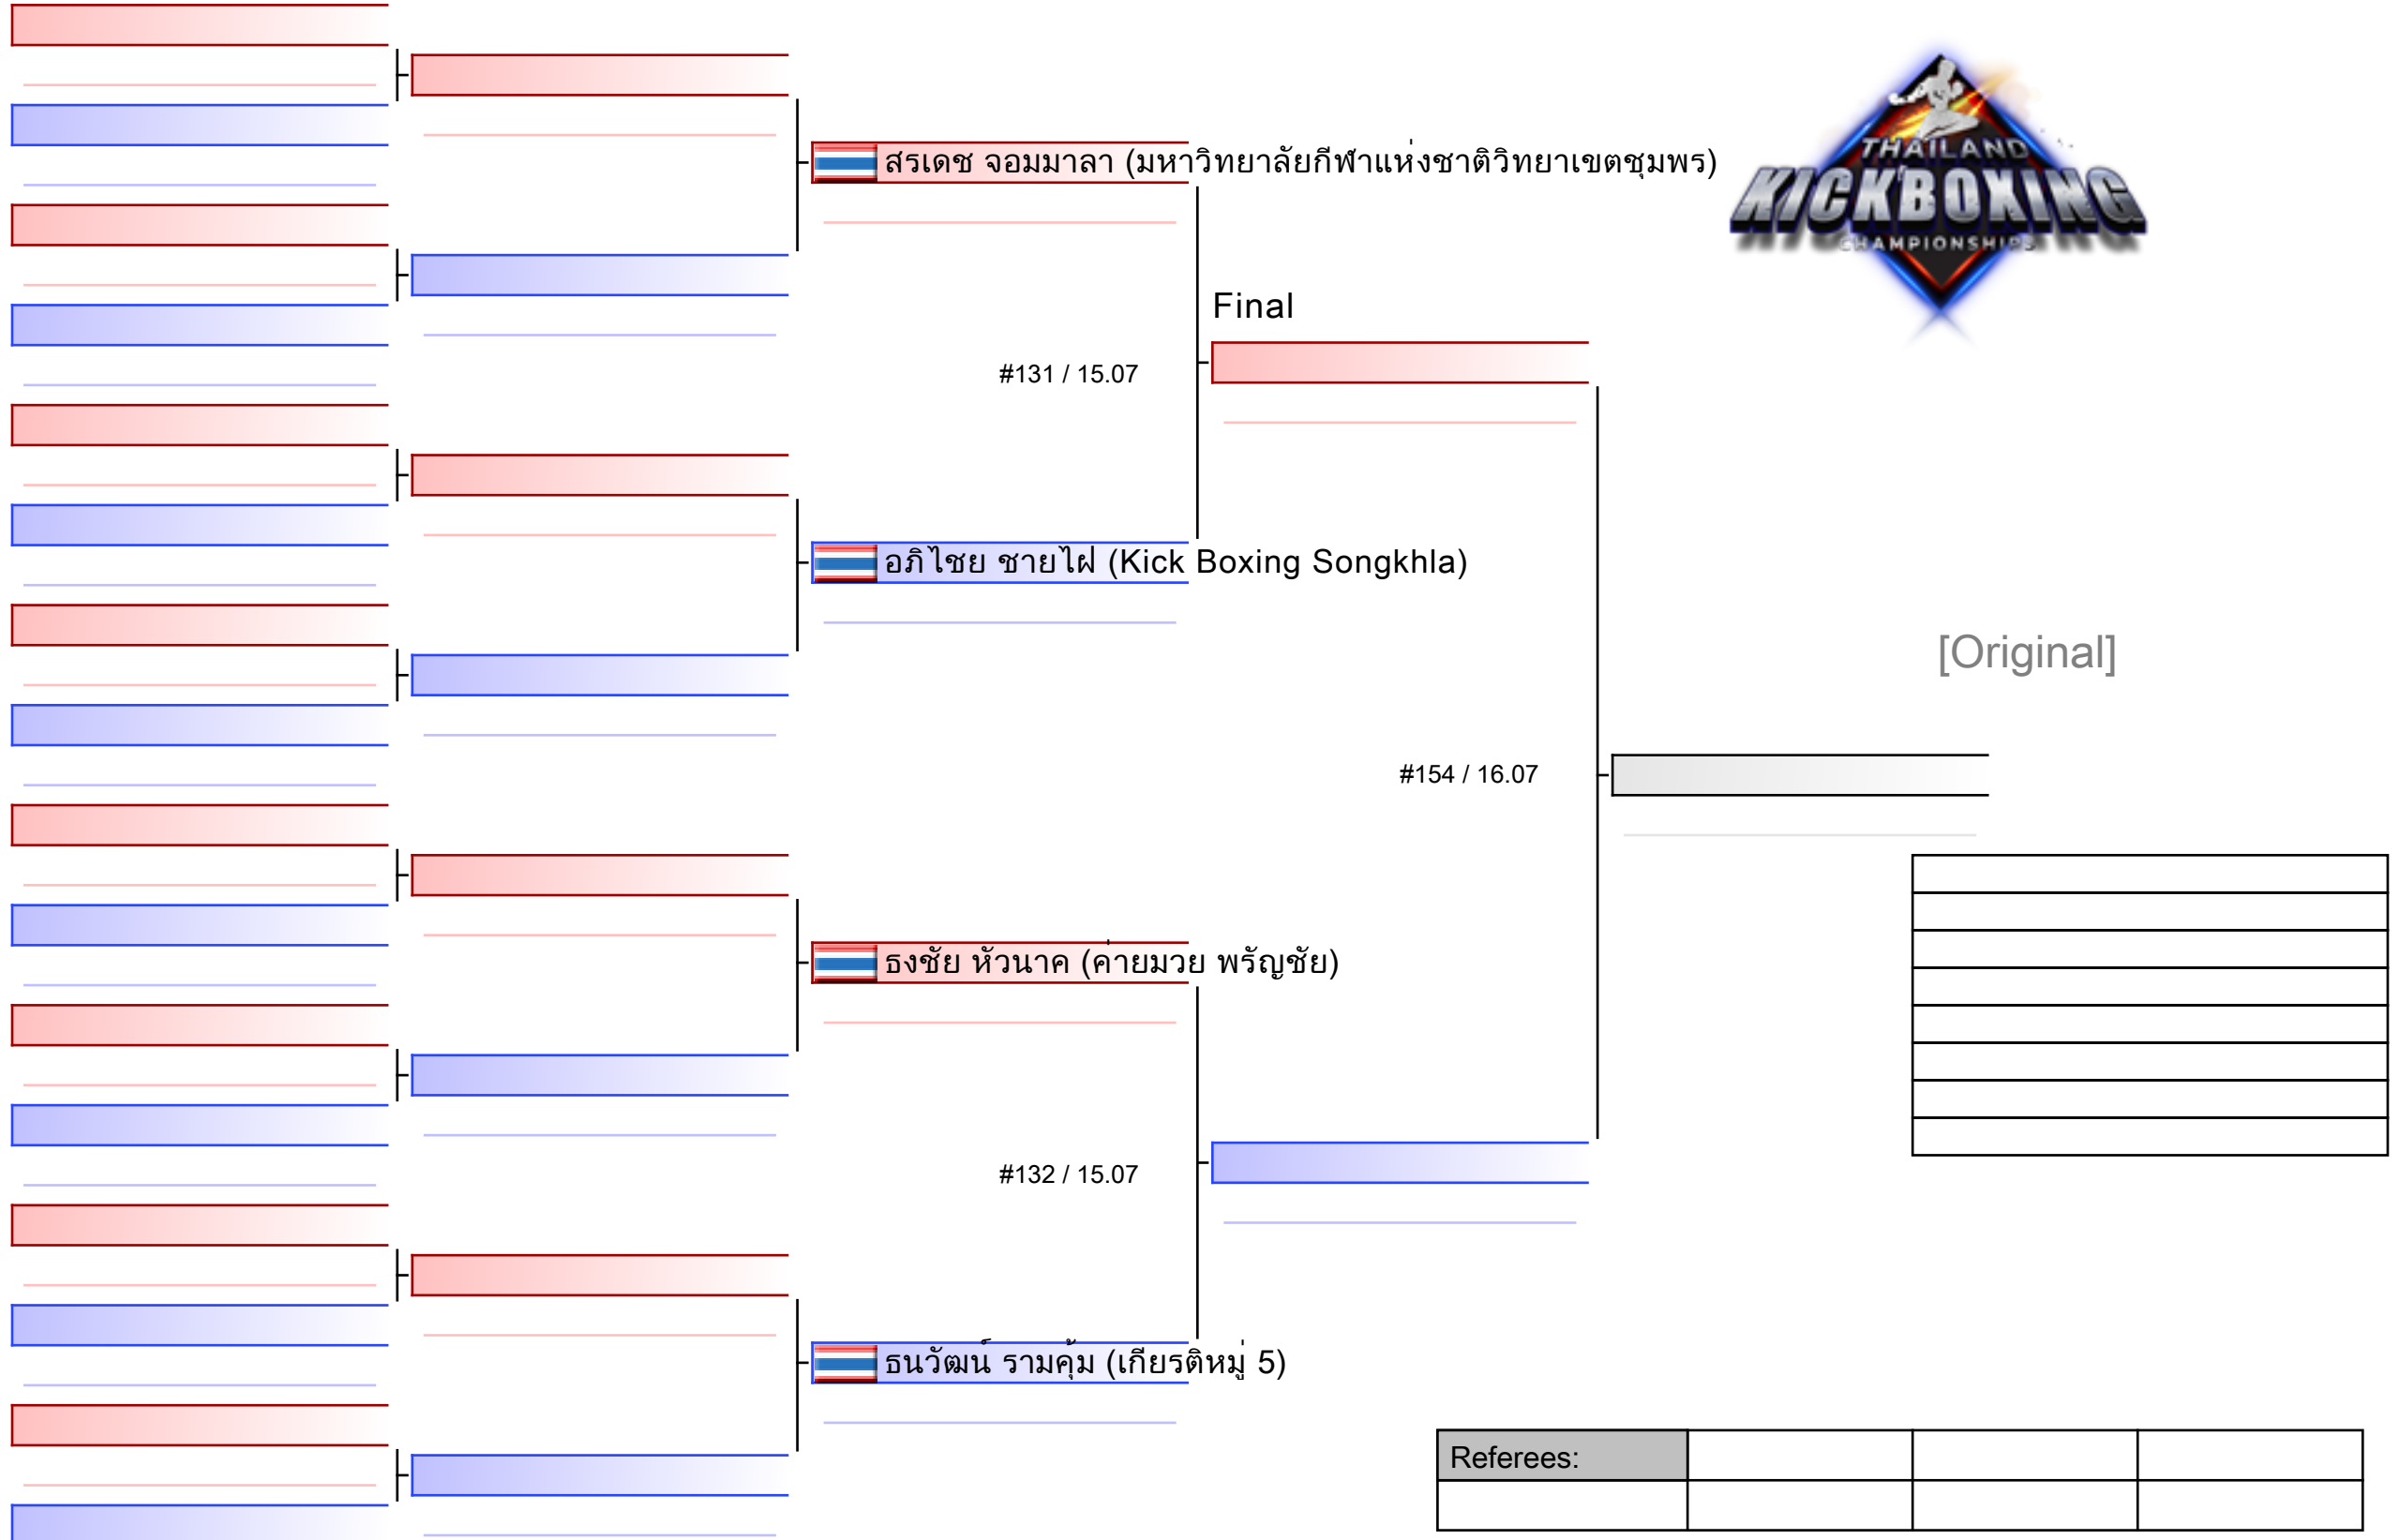 THAILAND
KICKBOXING
CHAMPIONSHIPS
สรเดช จอมมาลา (มหาวิทยาลัยกีฬาแห่งชาติวิทยาเขตชุมพร)
Final
#131 / 15.07
อภิไชย ชายไฝ (Kick Boxing Songkhla)
[Original]
#154 / 16.07
ธงชัย หัวนาค (ค่ายมวย พรัญชัย)
#132 / 15.07
ธนวัฒน์ รามคุ้ม (เกียรติหมู่ 5)
Referees: